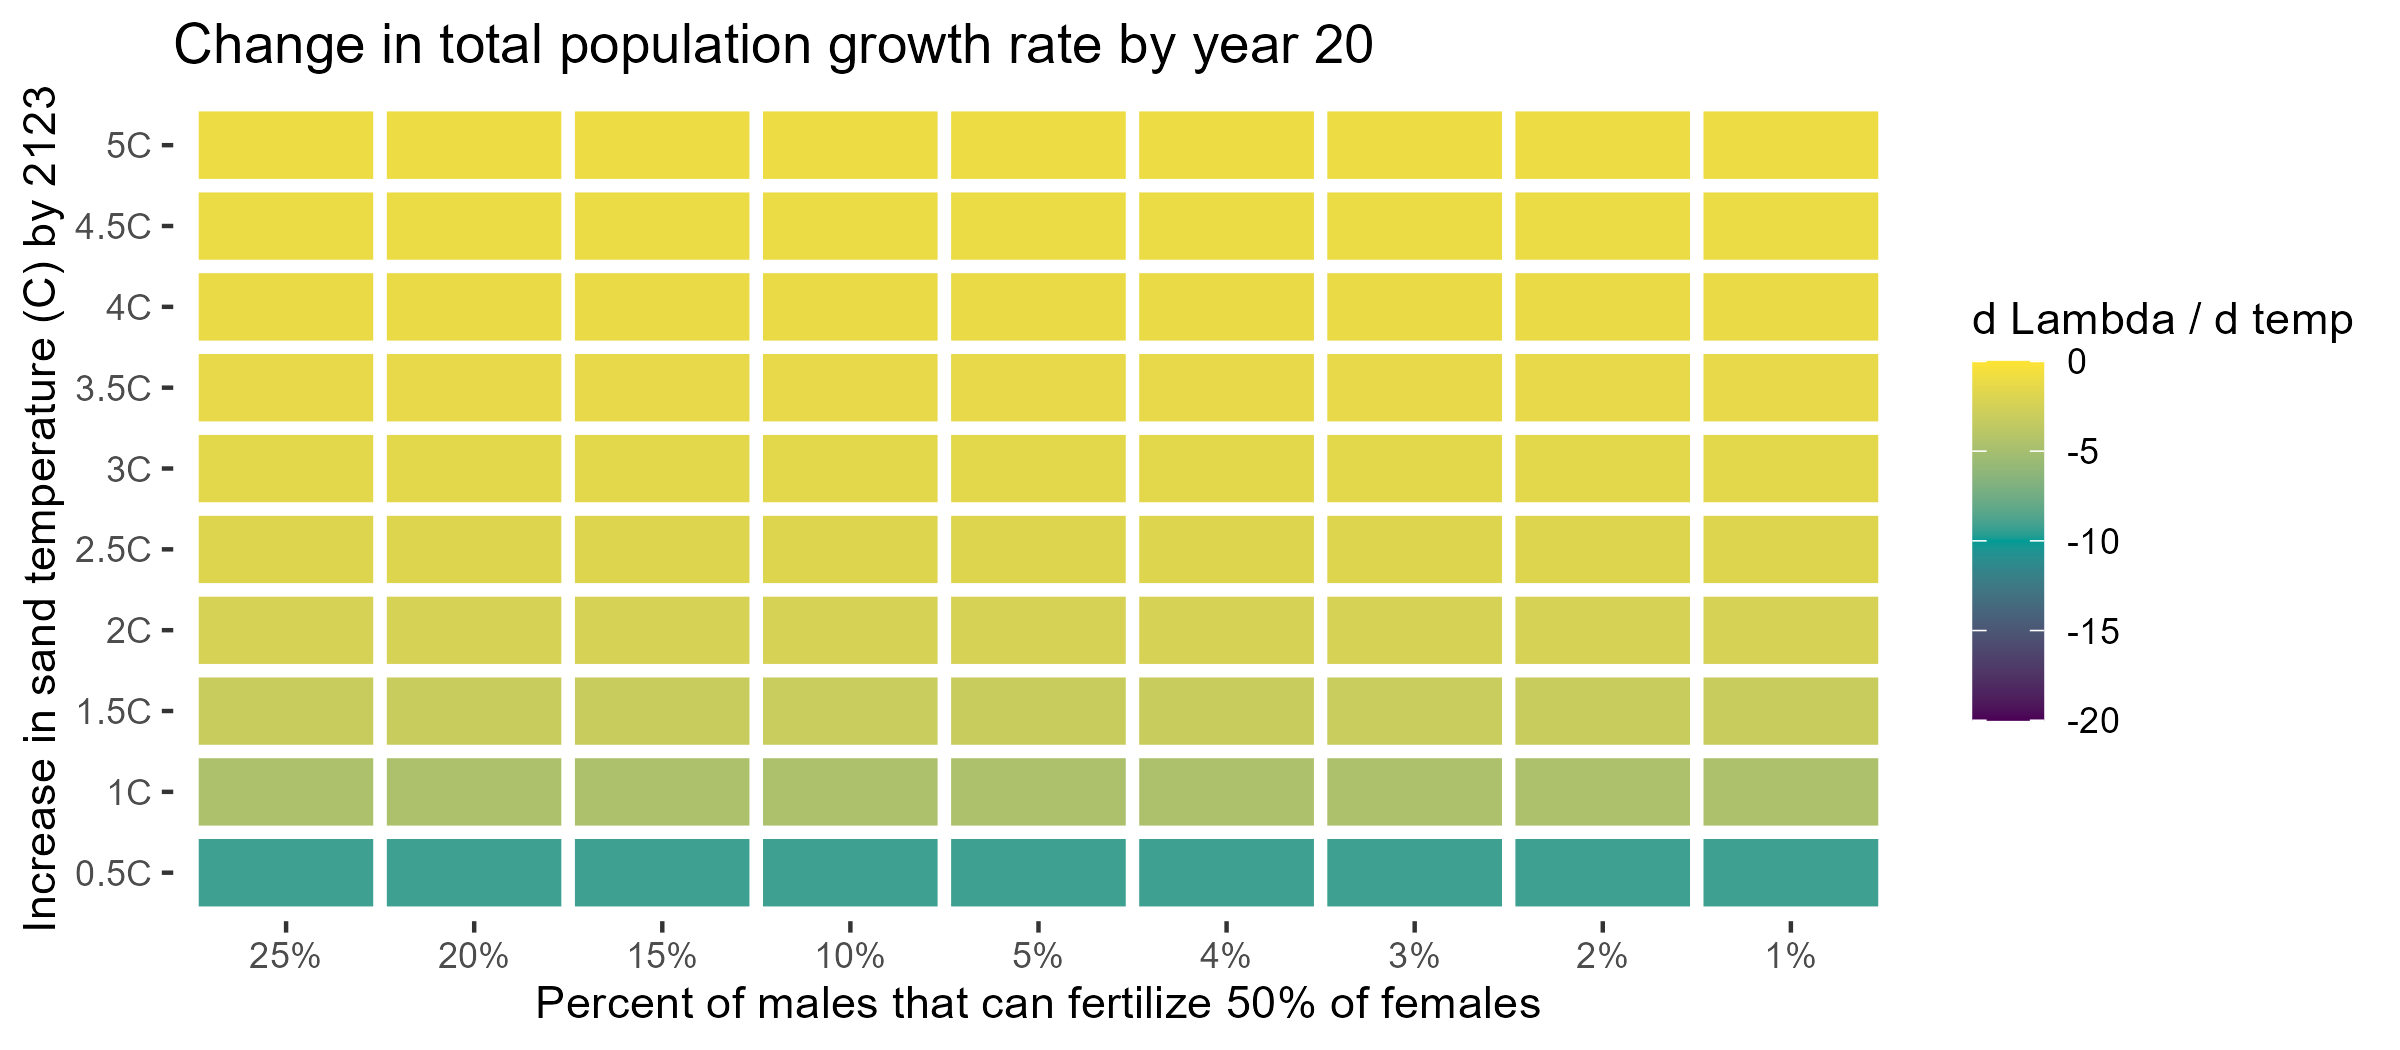 Change in total population growth rate by year 20
Increase in sand temperature (C) by 2123
5C
4.5C
4C
3.5C
3C
2.5C
2C
1.5C
1C
0.5C
25% 20% 15% 10% 5% 4% 3% 2% 1%
Percent of males that can fertilize 50% of females
d Lambda / d temp
0
-5
-10
-15
-20